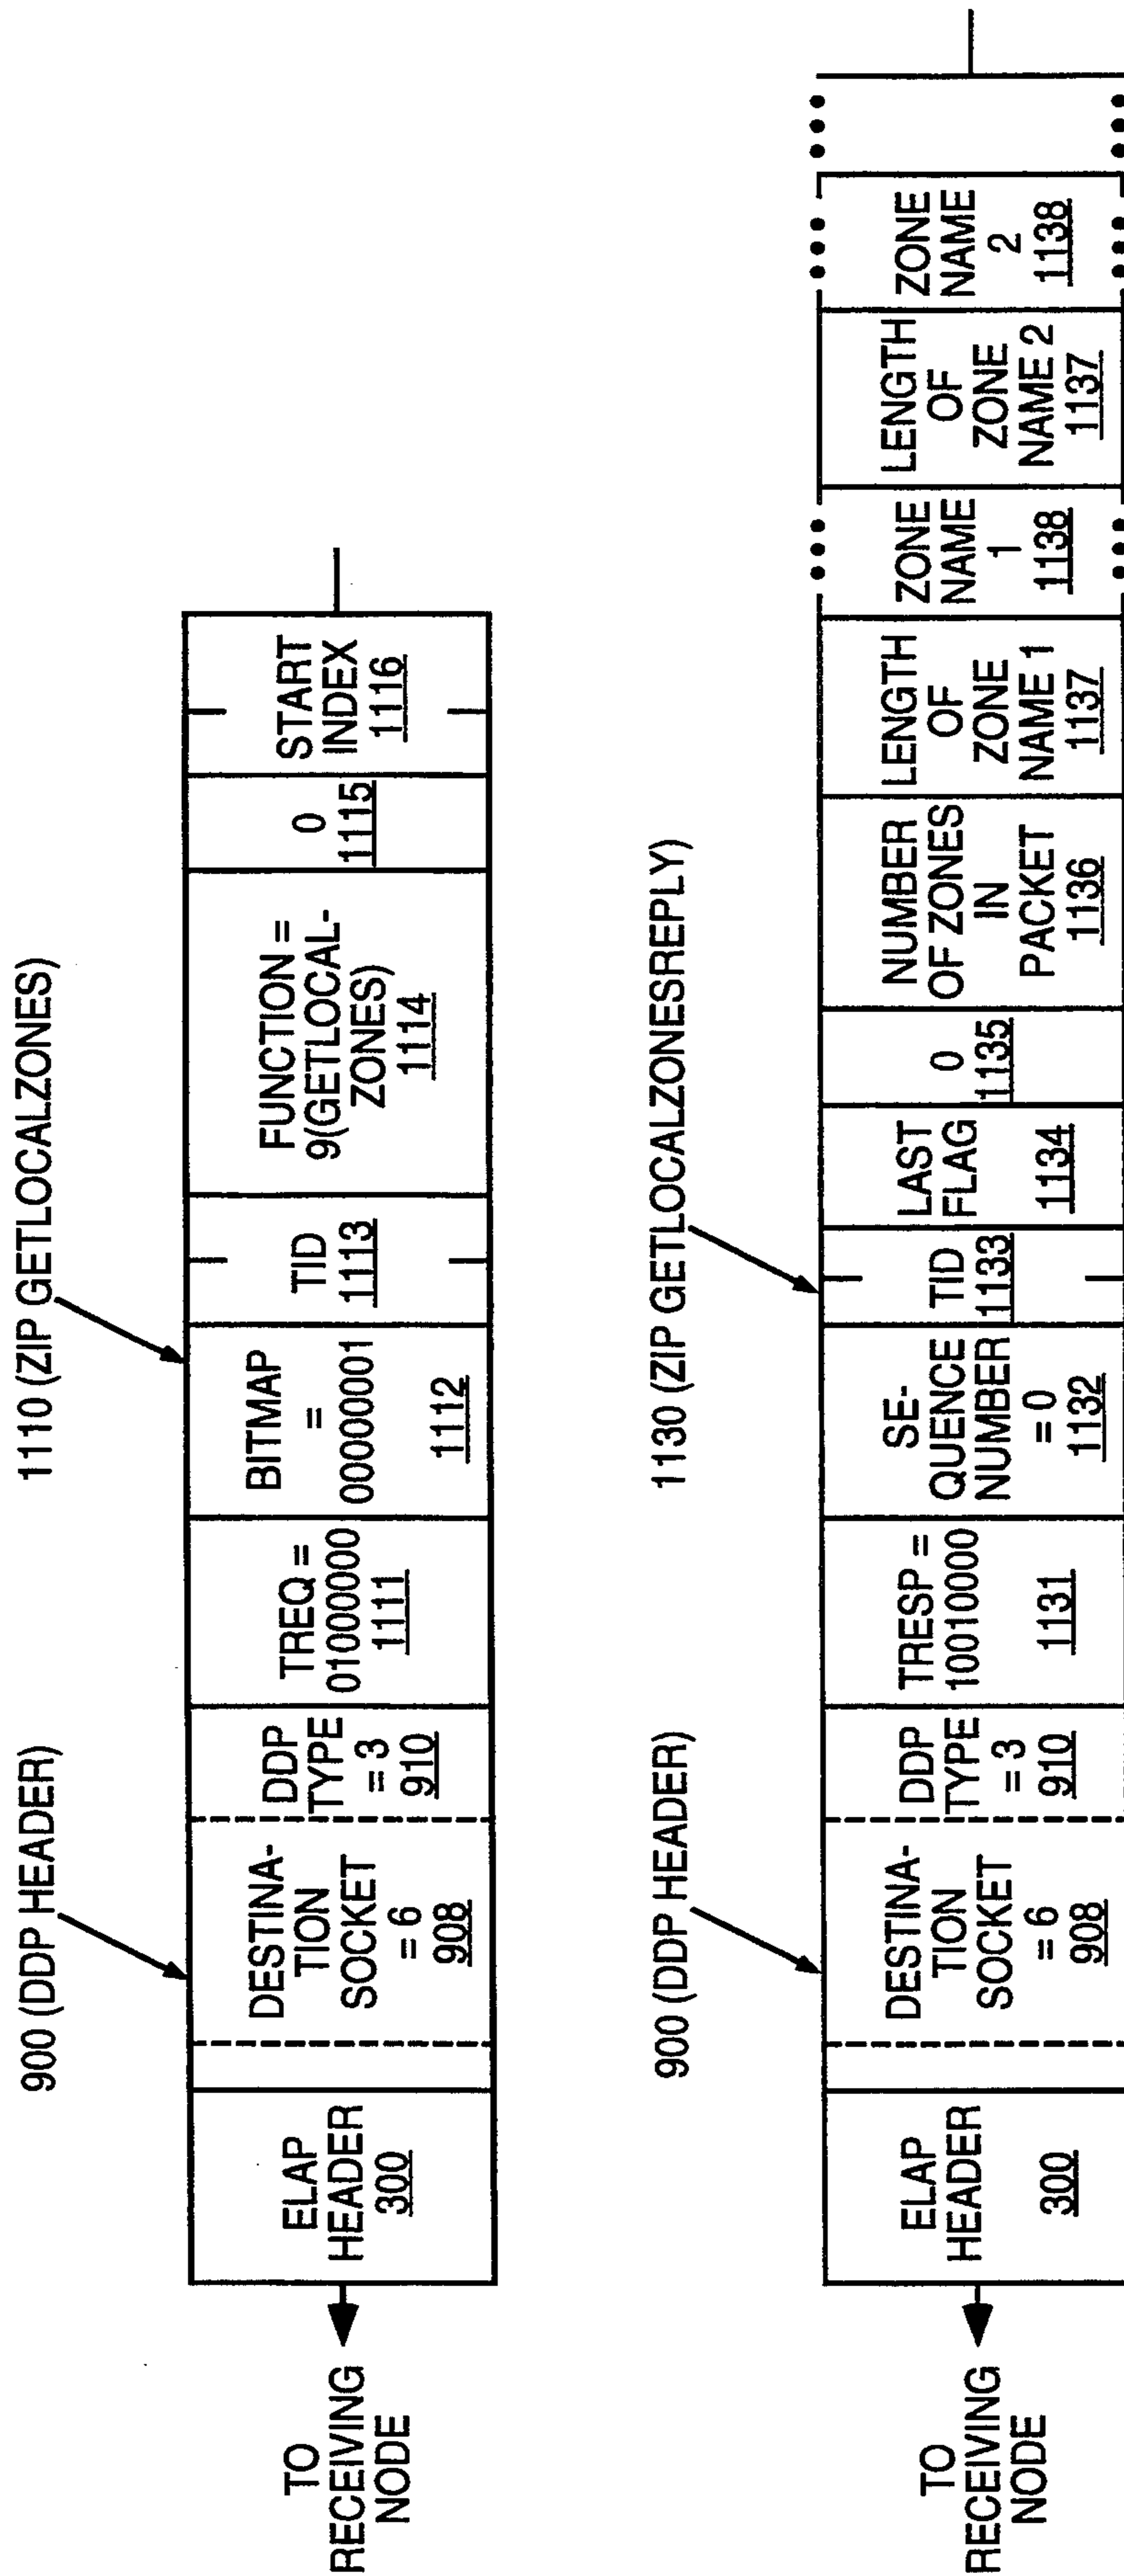 900 (DDP HEADER)
1110 (ZIP GETLOCALZONES)
TO
RECEIVING
NODE
ELAP
HEADER
300
DESTINA-
TION
SOCKET
= 6
908
DDP
TYPE
= 3
910
TREQ =
01000000
1111
BITMAP
=
00000001
1112
TID
1113
FUNCTION =
9(GETLOCAL-
ZONES)
1114
0
1115
START
INDEX
1116
900 (DDP HEADER)
1130 (ZIP GETLOCALZONESREPLY)
TO
RECEIVING
NODE
ELAP
HEADER
300
DESTINA-
TION
SOCKET
= 6
908
DDP
TYPE
= 3
910
TRESP =
10010000
1131
SE-
QUENCE
NUMBER
= 0
1132
TID
1133
LAST
FLAG
1134
0
1135
NUMBER
OF ZONES
IN
PACKET
1136
LENGTH
OF
ZONE
NAME 1
1137
ZONE
NAME
1
1138
LENGTH
OF
ZONE
NAME 2
1137
ZONE
NAME
2
1138